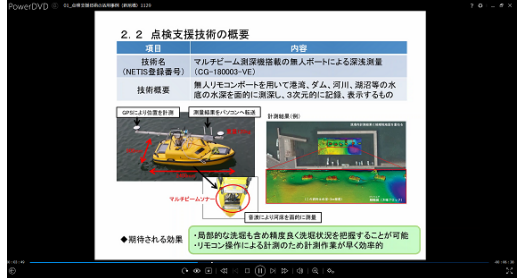 PowerDVD
2.2 点検支援技術の概要
項目 内容
技術名
(NETIS登録番号)
マルチビーム測深機搭載の無人ボートによる深浅測量
(CG-180003-VE)
技術概要
無人リモコンボートを用いて港湾、ダム、河川、湖沼等の水
底の水深を面的に測深し、3次元的に記録、表示するもの
GPSにより位置を計測
測量結果をパソコンへ転送
計測結果(例)
マルチビームソナー
音波により河床を面的に測量
◆期待される効果
・局部的な洗堀も含め精度良く洗堀状況を把握することが可能
・リモコン操作による計測のため計測作業が早く効率的